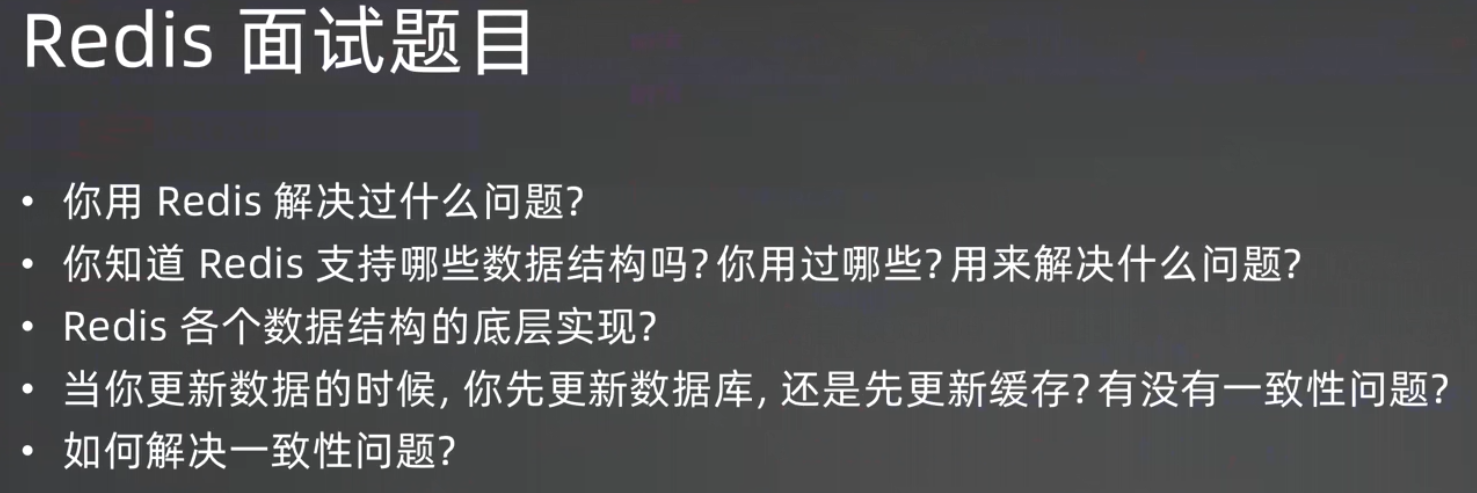 Redis 面试题目
• 你用 Redis 解决过什么问题?
• 你知道 Redis 支持哪些数据结构吗?你用过哪些?用来解决什么问题?
• Redis 各个数据结构的底层实现?
• 当你更新数据的时候, 你先更新数据库, 还是先更新缓存?有没有一致性问题?
• 如何解决一致性问题?